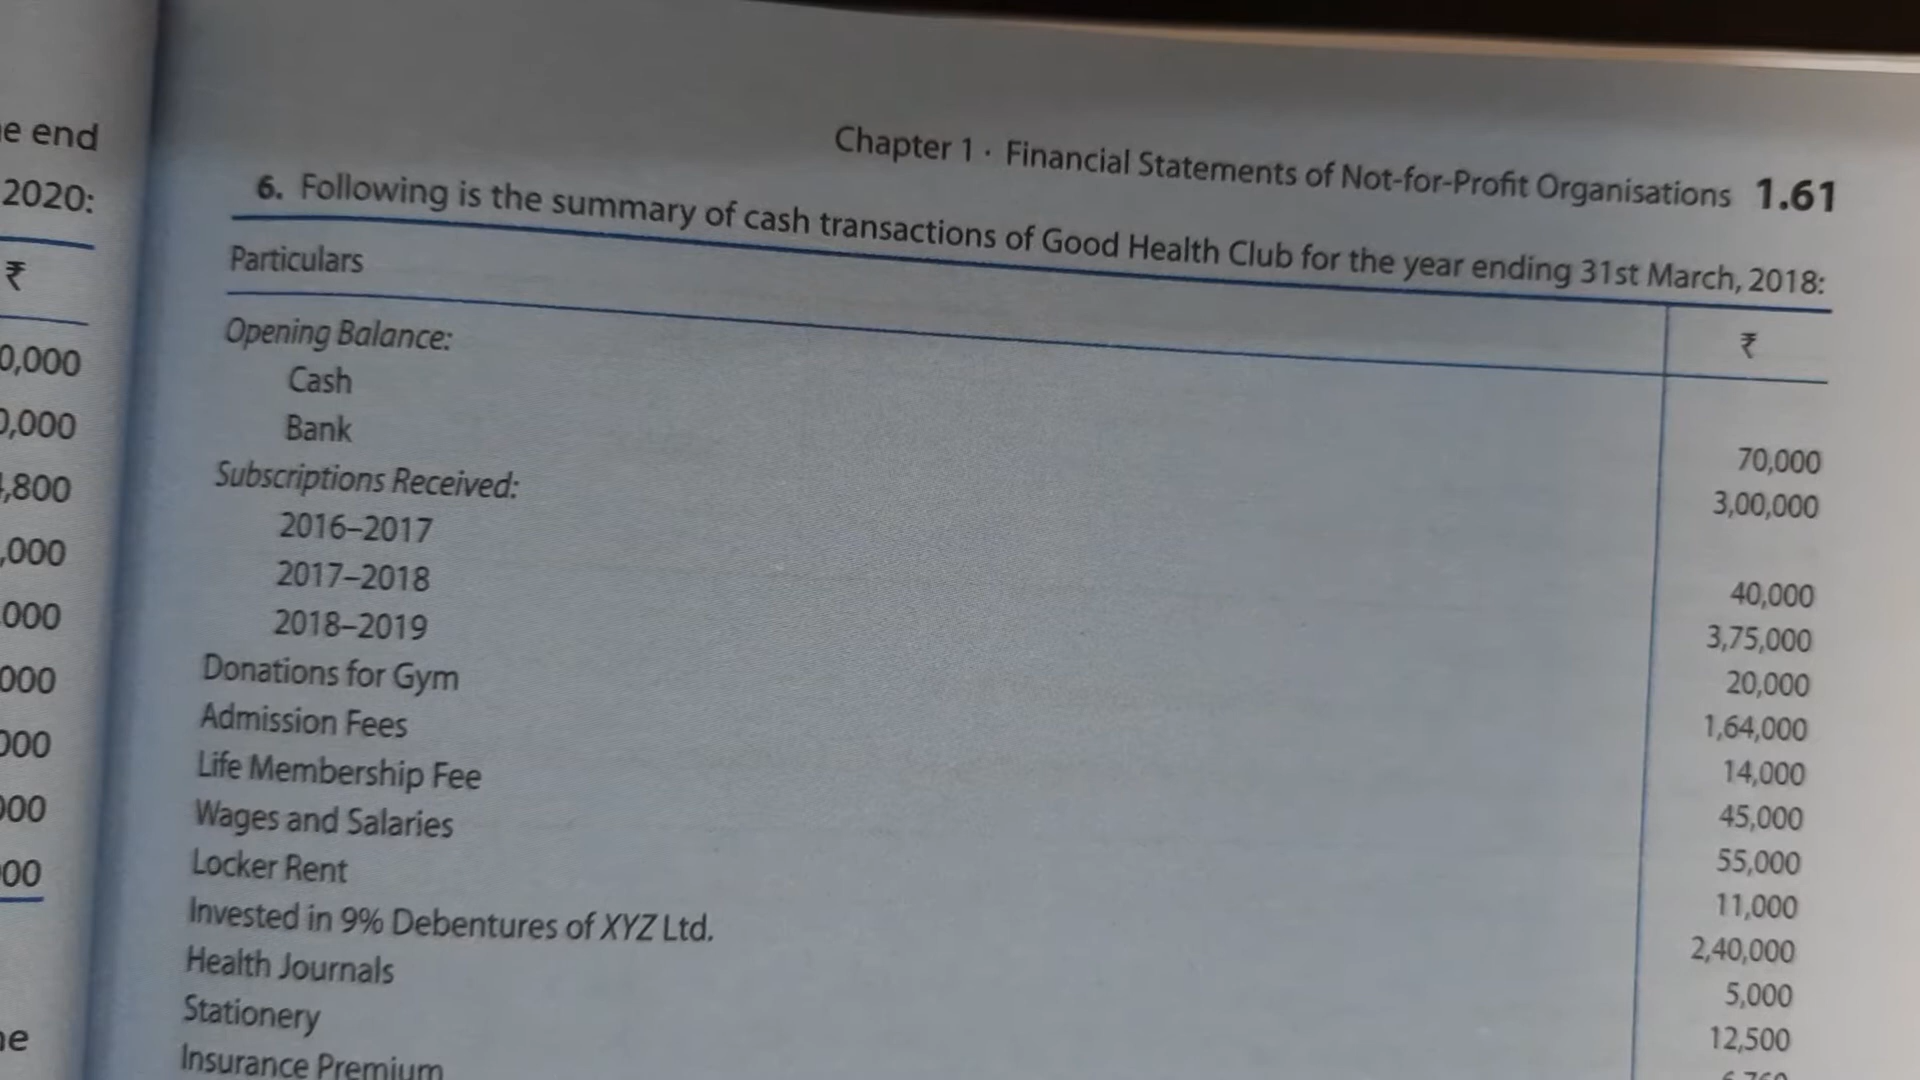 e end
2020:
₹
0,000
0,000
,800
,000
000
000
000
000
00
Chapter 1 · Financial Statements of Not-for-Profit Organisations 1.61
6. Following is the summary of cash transactions of Good Health Club for the year ending 31st March, 2018:
Particulars ₹
Opening Balance:
Cash 70,000
Bank 3,00,000
Subscriptions Received:
2016–2017 40,000
2017–2018 3,75,000
2018–2019 20,000
Donations for Gym 1,64,000
Admission Fees 14,000
Life Membership Fee 45,000
Wages and Salaries 55,000
Locker Rent 11,000
Invested in 9% Debentures of XYZ Ltd. 2,40,000
Health Journals 5,000
Stationery 12,500
Insurance Premium